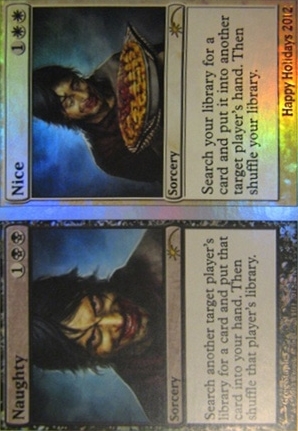 Naughty 1
Sorcery
Search another target player's
library for a card and put that
card into your hand. Then
shuffle that player's library.
Nice 1
Sorcery
Search your library for a
card and put it into another
target player's hand. Then
shuffle your library.
Happy Holidays 2012